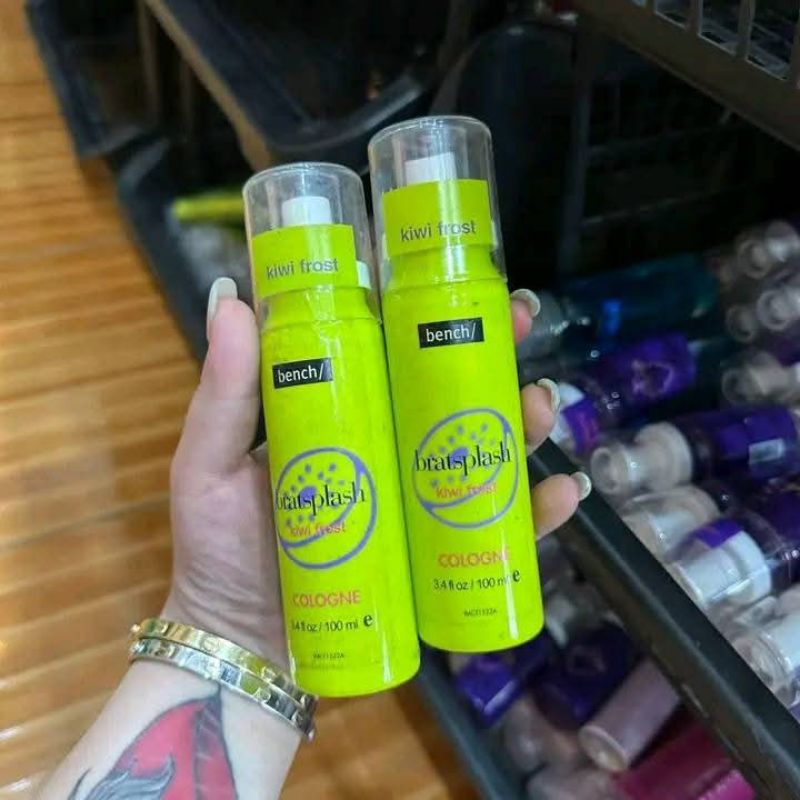 kiwi frost
bench/
bratsplash
kiwi frost
COLOGNE
3.4 fl oz / 100 ml e
kiwi frost
bench/
bratsplash
kiwi frost
COLOGNE
3.4 fl oz / 100 ml e